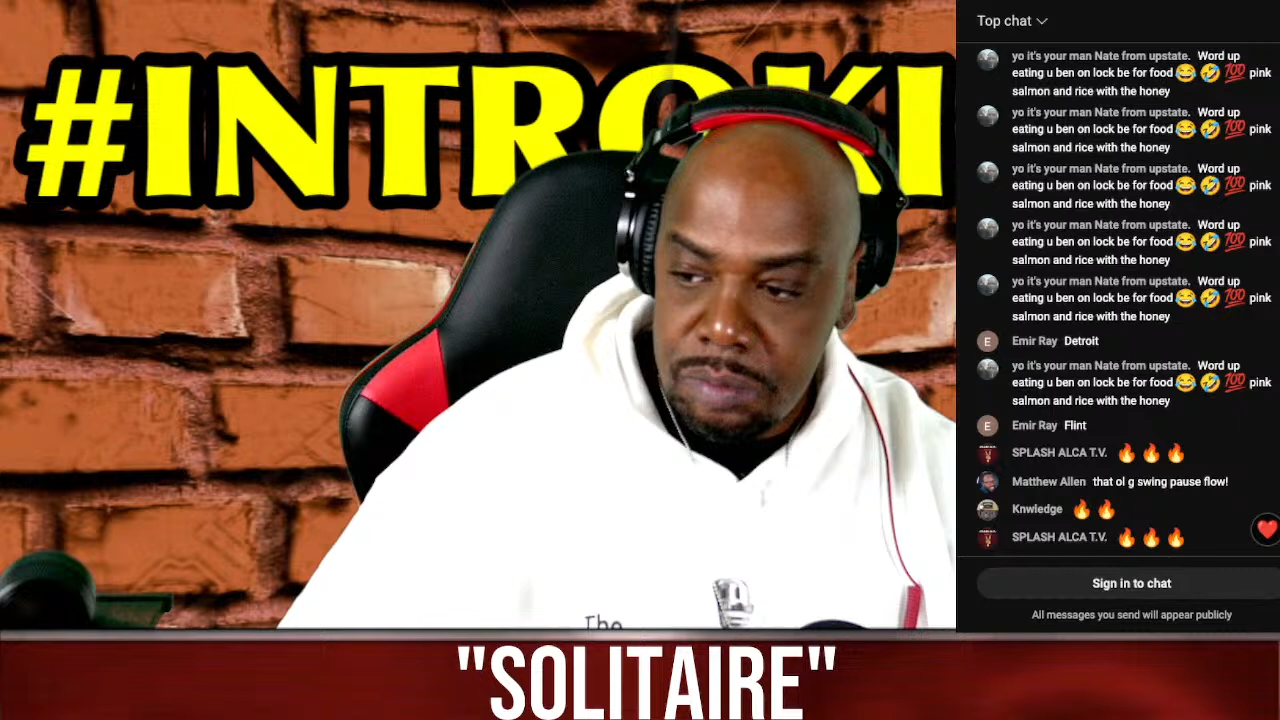 #INTROKI
The
"SOLITAIRE"
Top chat
yo it's your man Nate from upstate. Word up
eating u ben on lock be for food😂 🤣 💯 pink
salmon and rice with the honey
yo it's your man Nate from upstate. Word up
eating u ben on lock be for food😂 🤣 💯 pink
salmon and rice with the honey
yo it's your man Nate from upstate. Word up
eating u ben on lock be for food😂 🤣 💯 pink
salmon and rice with the honey
yo it's your man Nate from upstate. Word up
eating u ben on lock be for food😂 🤣 💯 pink
salmon and rice with the honey
yo it's your man Nate from upstate. Word up
eating u ben on lock be for food😂 🤣 💯 pink
salmon and rice with the honey
E Emir Ray Detroit
yo it's your man Nate from upstate. Word up
eating u ben on lock be for food😂 🤣 💯 pink
salmon and rice with the honey
E Emir Ray Flint
SPLASH ALCA T.V. 🔥 🔥 🔥
Matthew Allen that ol g swing pause flow!
Knwledge 🔥 🔥
SPLASH ALCA T.V. 🔥 🔥 🔥
Sign in to chat
All messages you send will appear publicly